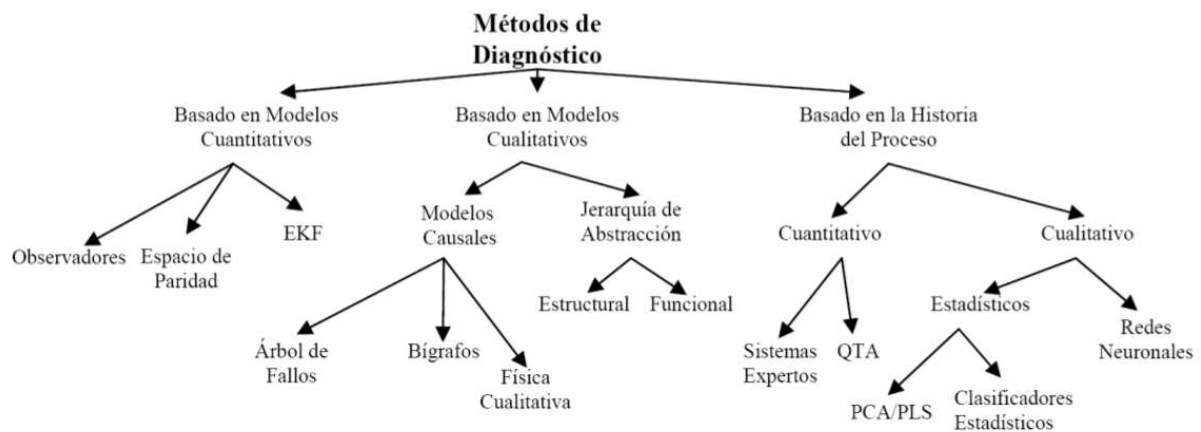 Métodos de
Diagnóstico
Basado en Modelos
Cuantitativos
Basado en Modelos
Cualitativos
Basado en la Historia
del Proceso
Observadores
Espacio de
Paridad
EKF
Modelos
Causales
Jerarquía de
Abstracción
Cuantitativo
Cualitativo
Árbol de
Fallos
Bígrafos
Física
Cualitativa
Estructural
Funcional
Sistemas
Expertos
QTA
Estadísticos
Redes
Neuronales
PCA/PLS
Clasificadores
Estadísticos